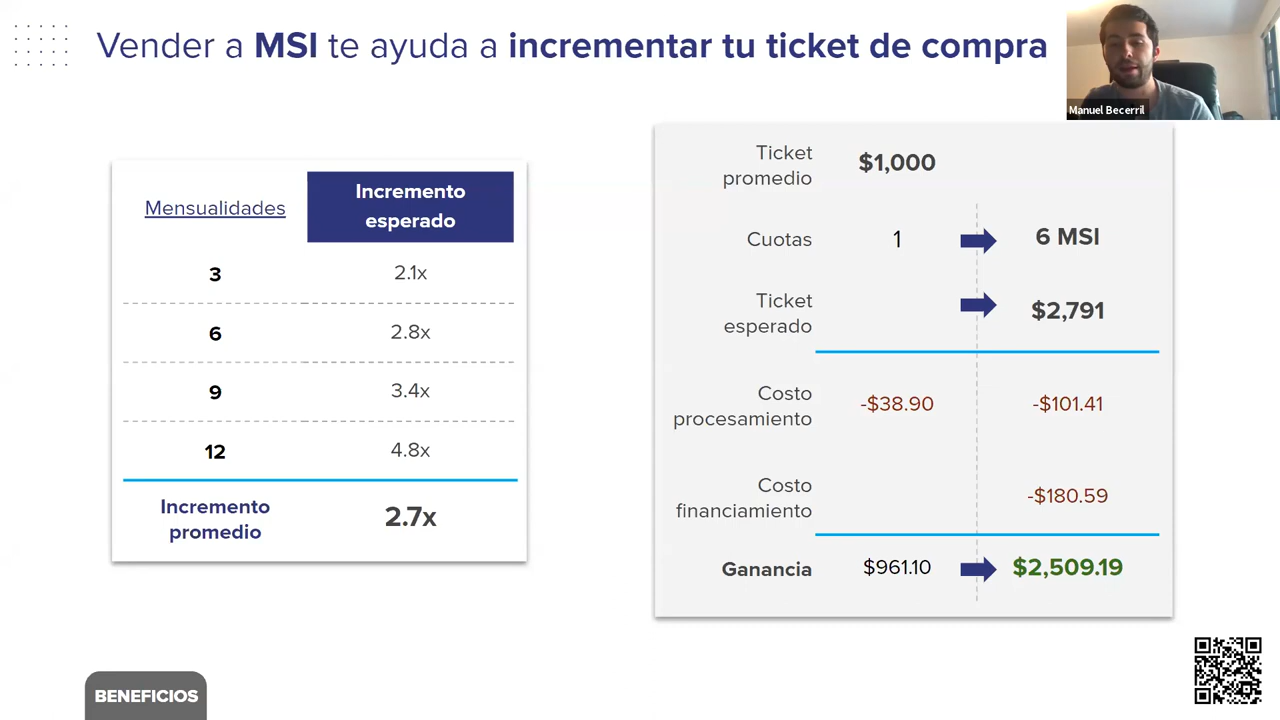 Vender a MSI te ayuda a incrementar tu ticket de compra
Manuel Becerril
Mensualidades
Incremento
esperado
3 2.1x
6 2.8x
9 3.4x
12 4.8x
Incremento
promedio
2.7x
Ticket
promedio
$1,000
Cuotas 1 6 MSI
Ticket
esperado
$2,791
Costo
procesamiento
-$38.90 -$101.41
Costo
financiamiento
-$180.59
Ganancia $961.10 $2,509.19
BENEFICIOS